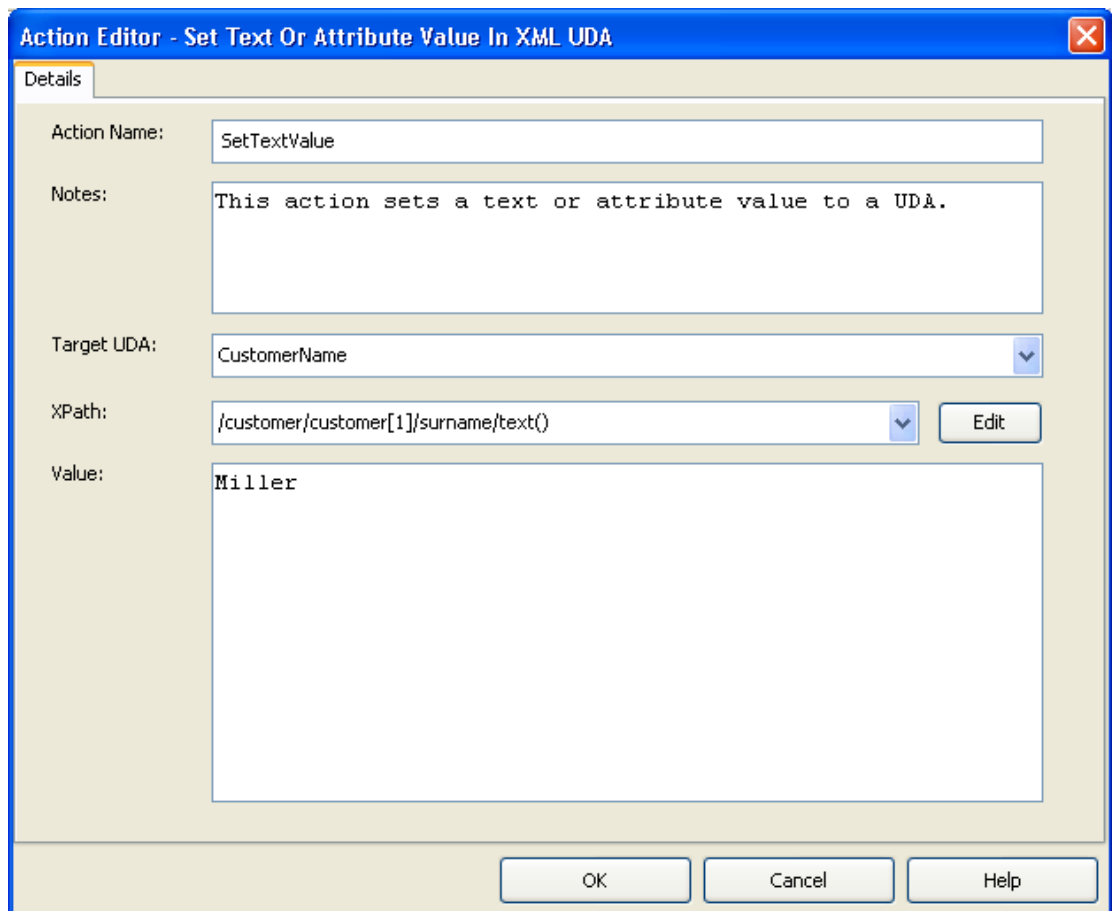 Action Editor - Set Text Or Attribute Value In XML UDA
Details
Action Name:
SetTextValue
Notes:
This action sets a text or attribute value to a UDA.
Target UDA:
CustomerName
XPath:
/customer/customer[1]/surname/text()
Edit
Value:
Miller
OK
Cancel
Help